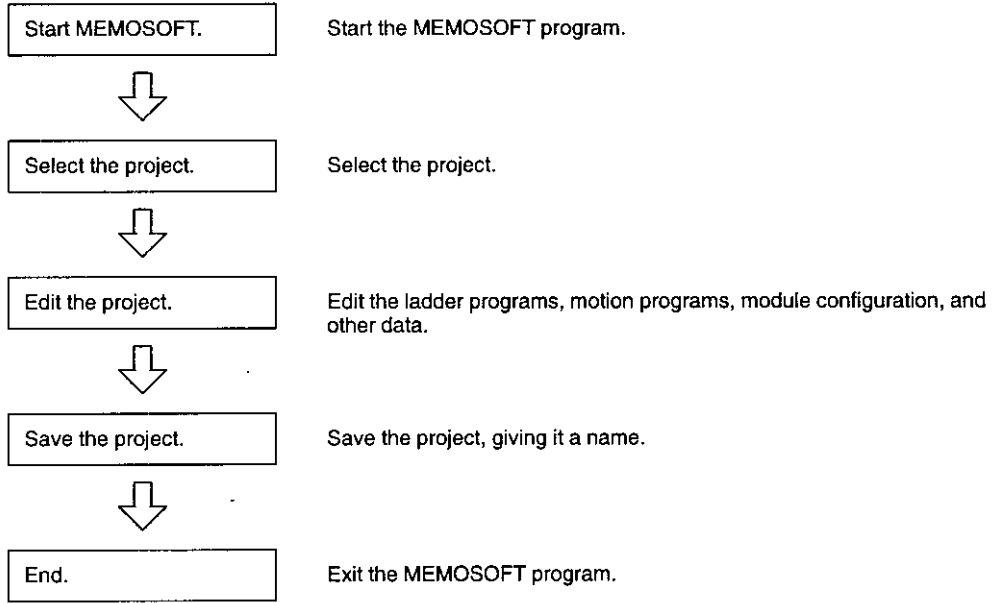 Start MEMOSOFT.
Start the MEMOSOFT program.
Select the project.
Select the project.
Edit the project.
Edit the ladder programs, motion programs, module configuration, and
other data.
Save the project.
Save the project, giving it a name.
End.
Exit the MEMOSOFT program.